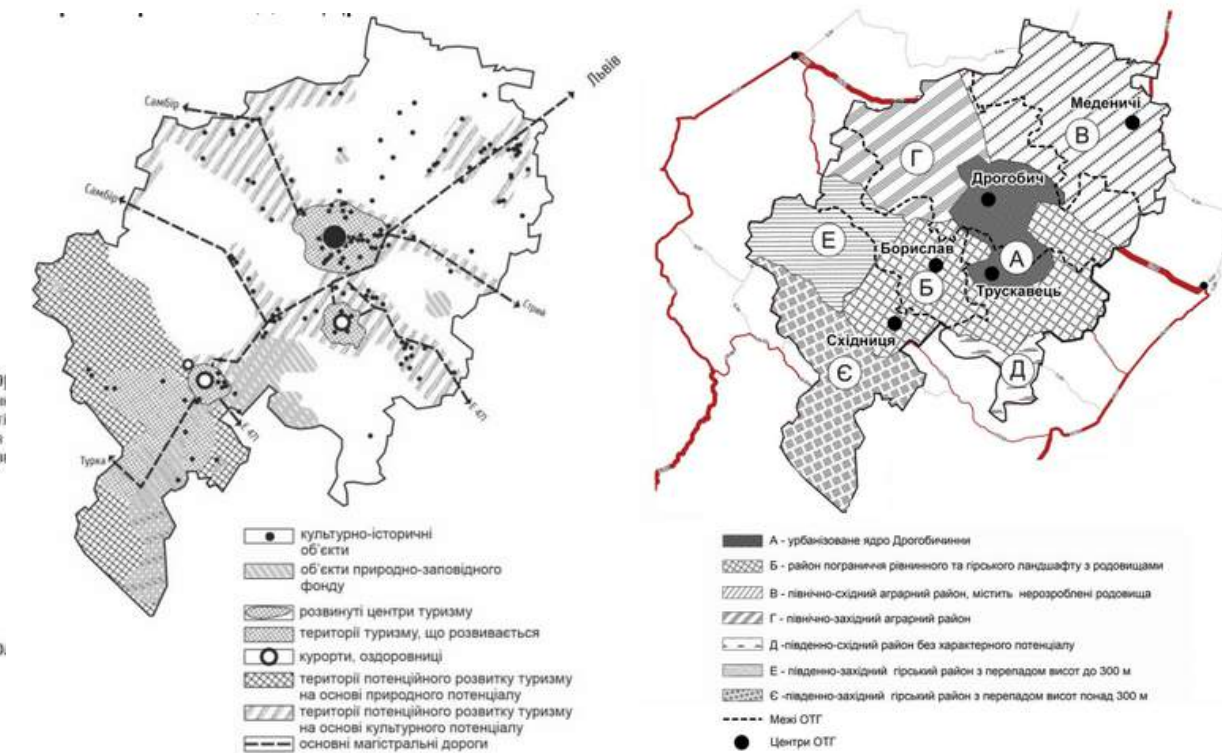 Самбір
Львів
Самбір
Стрий
Турка
культурно-історичні
об'єкти
об'єкти природно-заповідного
фонду
розвинуті центри туризму
території туризму, що розвивається
курорти, оздоровниці
території потенційного розвитку туризму
на основі природного потенціалу
території потенційного розвитку туризму
на основі культурного потенціалу
основні магістральні дороги
Меденичі
В
Г
Дрогобич
Е
Борислав
А
Б
Трускавець
Східниця
Д
Є
А - урбанізоване ядро Дрогобичинни
Б - район пограниччя рівнинного та гірського ландшафту з родовищами
В - північно-східний аграрний район, містить нерозроблені родовища
Г - північно-західний аграрний район
Д -південно-східний район без характерного потенціалу
Е - південно-західний гірський район з перепадом висот до 300 м
Є -південно-західний гірський район з перепадом висот понад 300 м
Межі ОТГ
Центри ОТГ